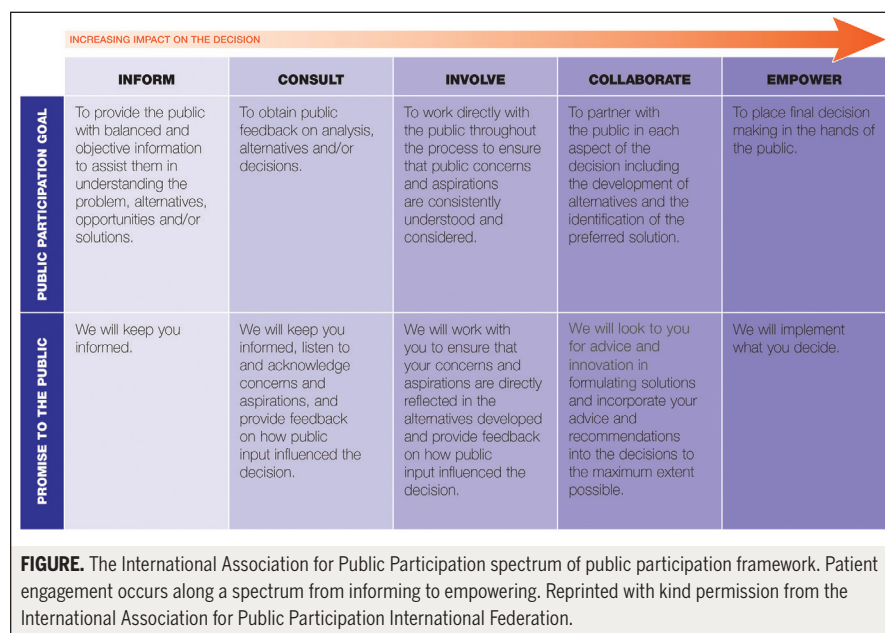 INCREASING IMPACT ON THE DECISION
INFORM
CONSULT
INVOLVE
COLLABORATE
EMPOWER
PUBLIC PARTICIPATION GOAL
To provide the public
with balanced and
objective information
to assist them in
understanding the
problem, alternatives,
opportunities and/or
solutions.
To obtain public
feedback on analysis,
alternatives and/or
decisions.
To work directly with
the public throughout
the process to ensure
that public concerns
and aspirations
are consistently
understood and
considered.
To partner with
the public in each
aspect of the
decision including
the development of
alternatives and the
identification of the
preferred solution.
To place final decision
making in the hands of
the public.
PROMISE TO THE PUBLIC
We will keep you
informed.
We will keep you
informed, listen to
and acknowledge
concerns and
aspirations, and
provide feedback
on how public
input influenced the
decision.
We will work with
you to ensure that
your concerns and
aspirations are directly
reflected in the
alternatives developed
and provide feedback
on how public
input influenced the
decision.
We will look to you
for advice and
innovation in
formulating solutions
and incorporate your
advice and
recommendations
into the decisions to
the maximum extent
possible.
We will implement
what you decide.
FIGURE. The International Association for Public Participation spectrum of public participation framework. Patient
engagement occurs along a spectrum from informing to empowering. Reprinted with kind permission from the
International Association for Public Participation International Federation.